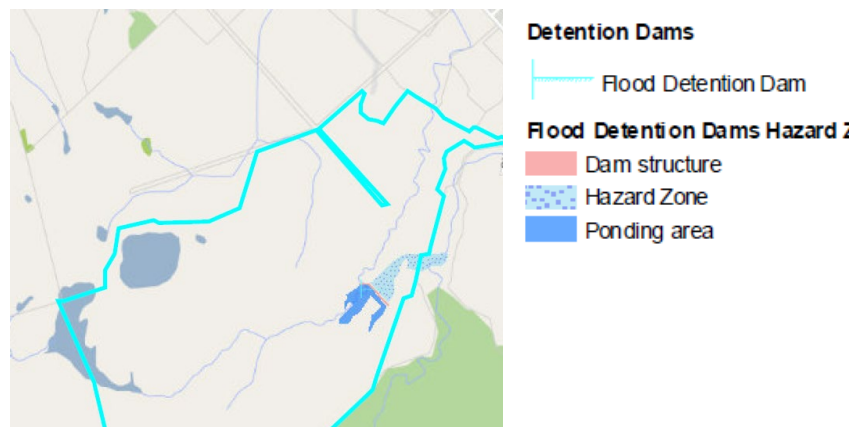 Detention Dams
Flood Detention Dam
Flood Detention Dams Hazard
Dam structure
Hazard Zone
Ponding area